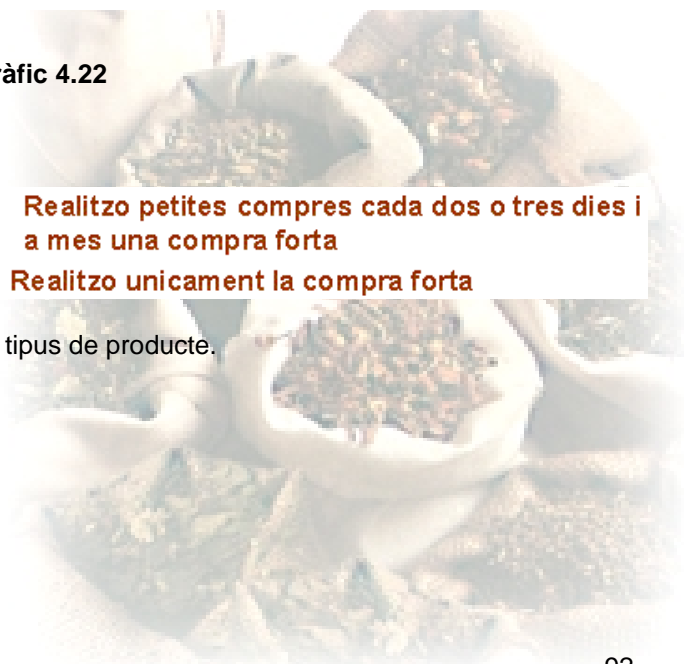 ràfic 4.22
Realitzo petites compres cada dos o tres dies i
a mes una compra forta
Realitzo unicament la compra forta
tipus de producte.